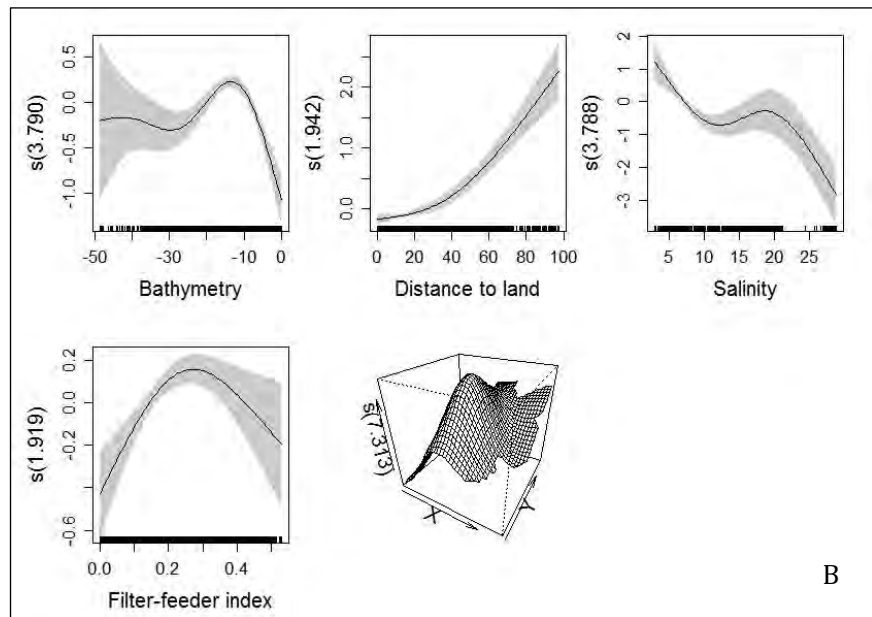 s(3.790)
0.5
0.0
-0.5
-1.0
-50 -30 -10 0
Bathymetry
s(1.942)
2.0
1.0
0.0
0 20 40 60 80 100
Distance to land
s(3.788)
2
1
0
-1
-2
-3
5 10 15 20 25
Salinity
s(1.919)
0.2
0.0
-0.2
-0.6
0.0 0.2 0.4
Filter-feeder index
s(7.313)
X
Y
B